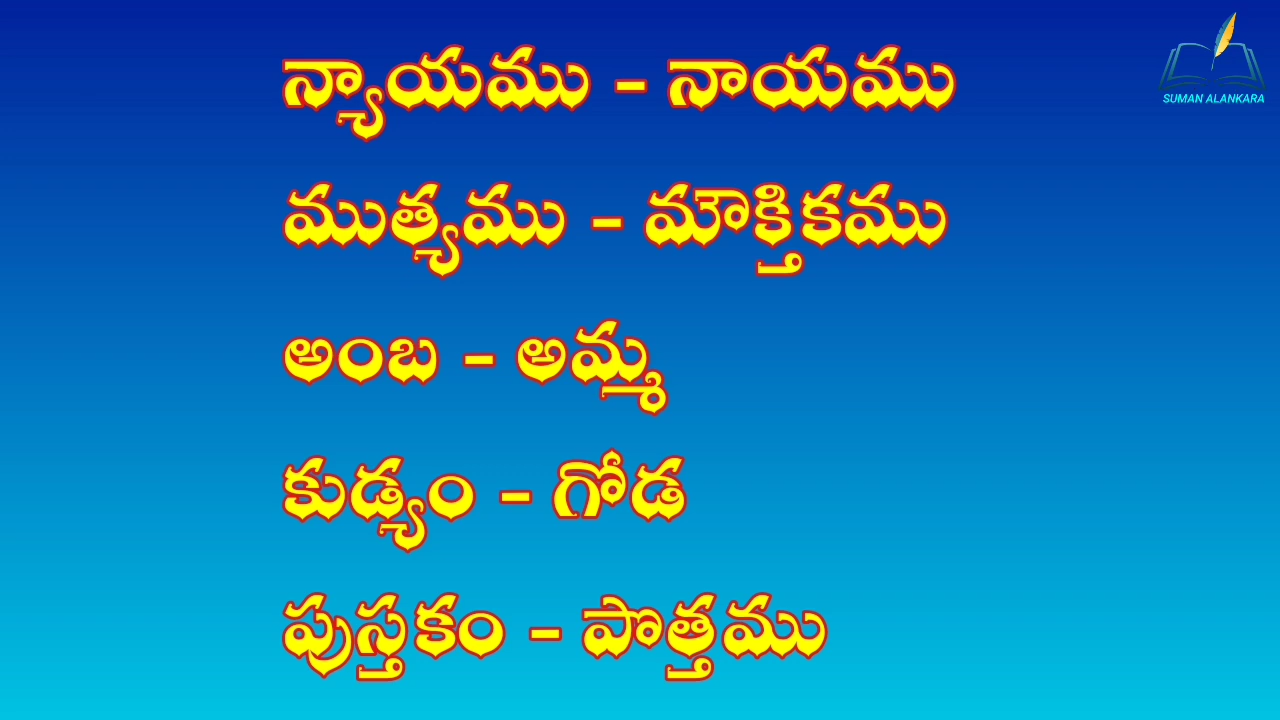 న్యాయము - నాయము
SUMAN ALANKARA
ముత్యము - మౌక్తికము
అంబ - అమ్మ
కుడ్యం - గోడ
పుస్తకం - పొత్తము